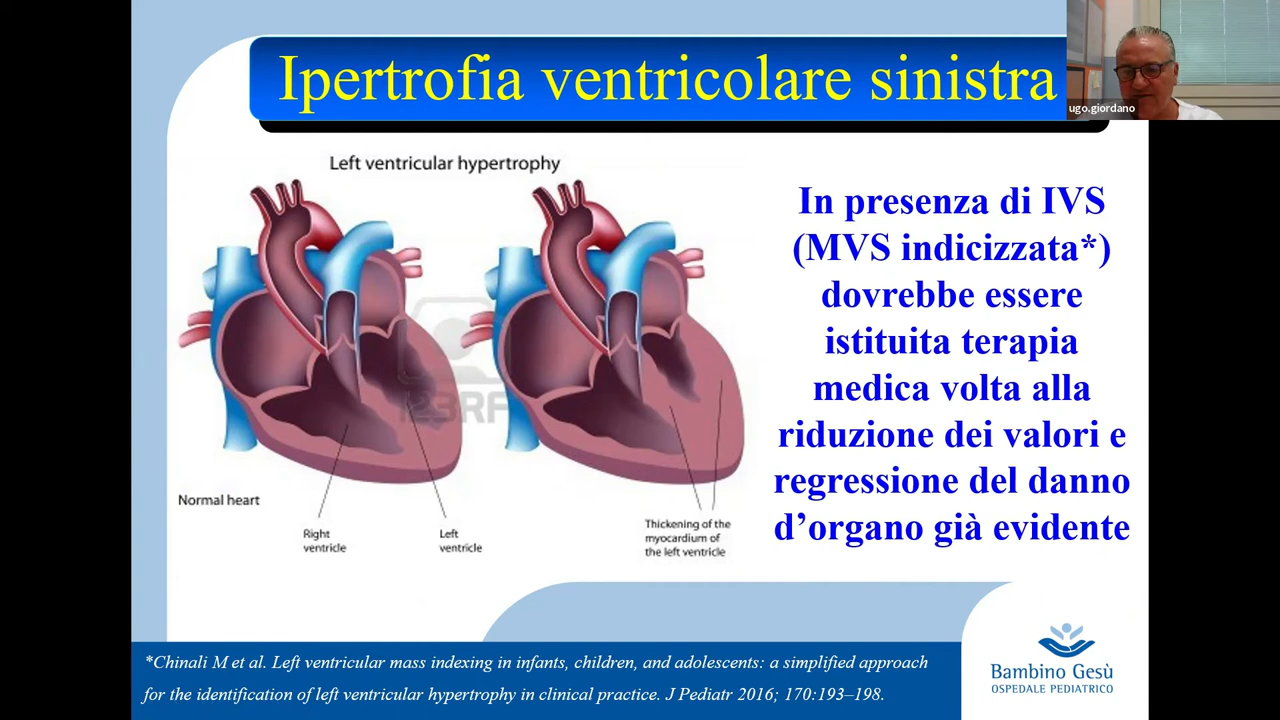 Ipertrofia ventricolare sinistra
ugo.giordano
Left ventricular hypertrophy
In presenza di IVS
(MVS indicizzata*)
dovrebbe essere
istituita terapia
medica volta alla
riduzione dei valori e
regressione del danno
d’organo già evidente
123RF
Normal heart
Right
ventricle
Left
ventricle
Thickening of the
myocardium of
the left ventricle
*Chinali M et al. Left ventricular mass indexing in infants, children, and adolescents: a simplified approach
for the identification of left ventricular hypertrophy in clinical practice. J Pediatr 2016; 170:193–198.
Bambino Gesù
OSPEDALE PEDIATRICO